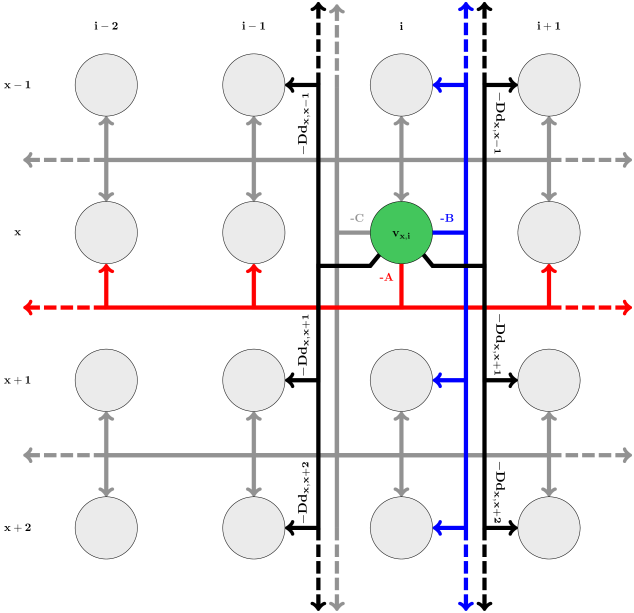 i − 2 i − 1 i i + 1
x − 1
−Dd_{x,x−1} −Dd_{x,x−1}
x
-C v_{x,i} -B
-A
−Dd_{x,x+1} −Dd_{x,x+1}
x + 1
−Dd_{x,x+2} −Dd_{x,x+2}
x + 2